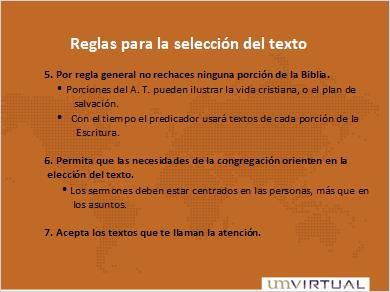 Reglas para la selección del texto
5. Por regla general no rechaces ninguna porción de la Biblia.
• Porciones del A. T. pueden ilustrar la vida cristiana, o el plan de
salvación.
• Con el tiempo el predicador usará textos de cada porción de la
Escritura.
6. Permita que las necesidades de la congregación orienten en la
elección del texto.
• Los sermones deben estar centrados en las personas, más que en
los asuntos.
7. Acepta los textos que te llaman la atención.
umVIRTUAL